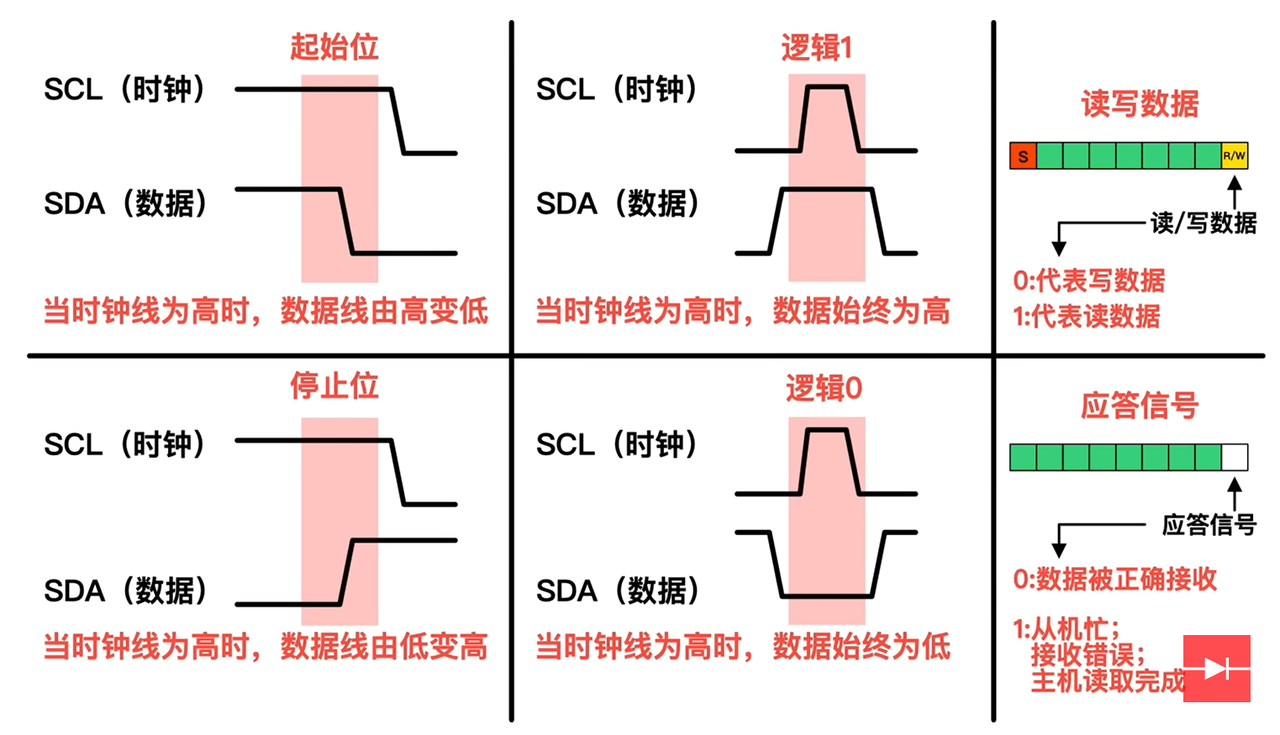 起始位
SCL（时钟）
SDA（数据）
当时钟线为高时，数据线由高变低
逻辑1
SCL（时钟）
SDA（数据）
当时钟线为高时，数据始终为高
读写数据
S
R/W
读/写数据
0:代表写数据
1:代表读数据
停止位
SCL（时钟）
SDA（数据）
当时钟线为高时，数据线由低变高
逻辑0
SCL（时钟）
SDA（数据）
当时钟线为高时，数据始终为低
应答信号
应答信号
0:数据被正确接收
1:从机忙；
接收错误；
主机读取完成